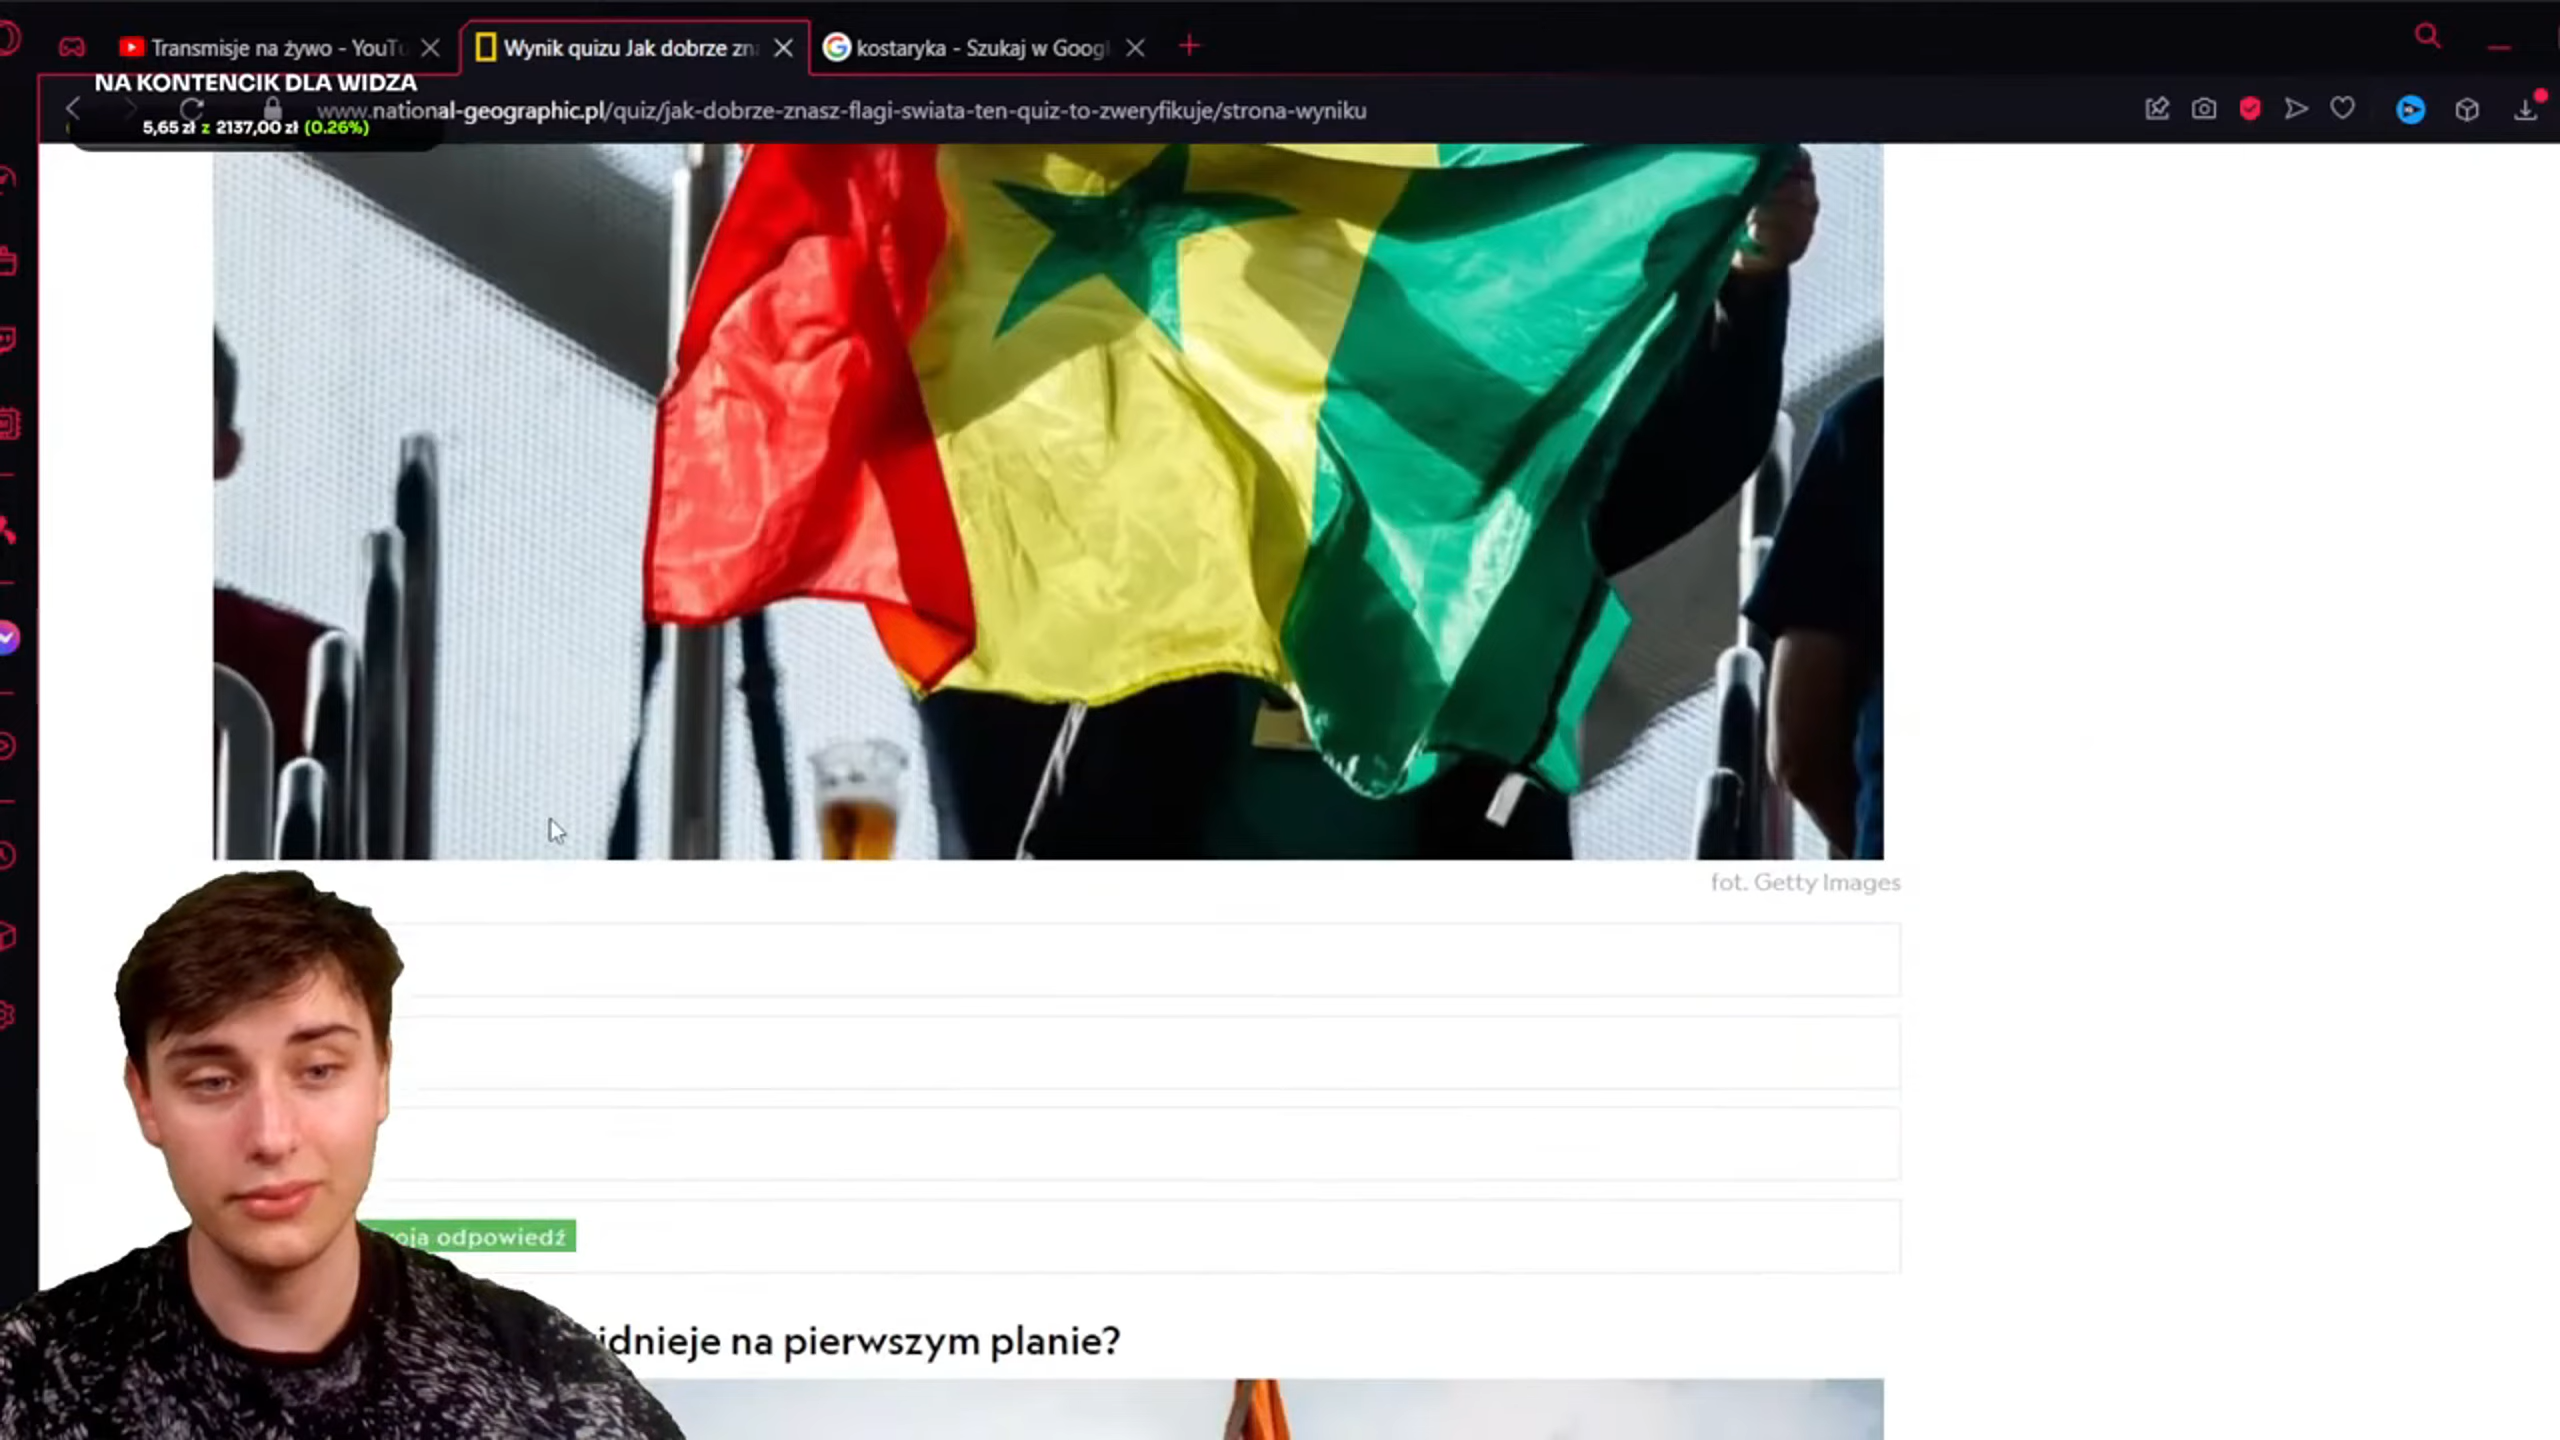 Transmisje na żywo - YouTu
Wynik quizu Jak dobrze zn
kostaryka - Szukaj w Googl
NA KONTENCIK DLA WIDZA
www.national-geographic.pl/quiz/jak-dobrze-znasz-flagi-swiata-ten-quiz-to-zweryfikuje/strona-wyniku
5,65 zł z 2137,00 zł (0.26%)
fot. Getty Images
woja odpowiedź
idnieje na pierwszym planie?